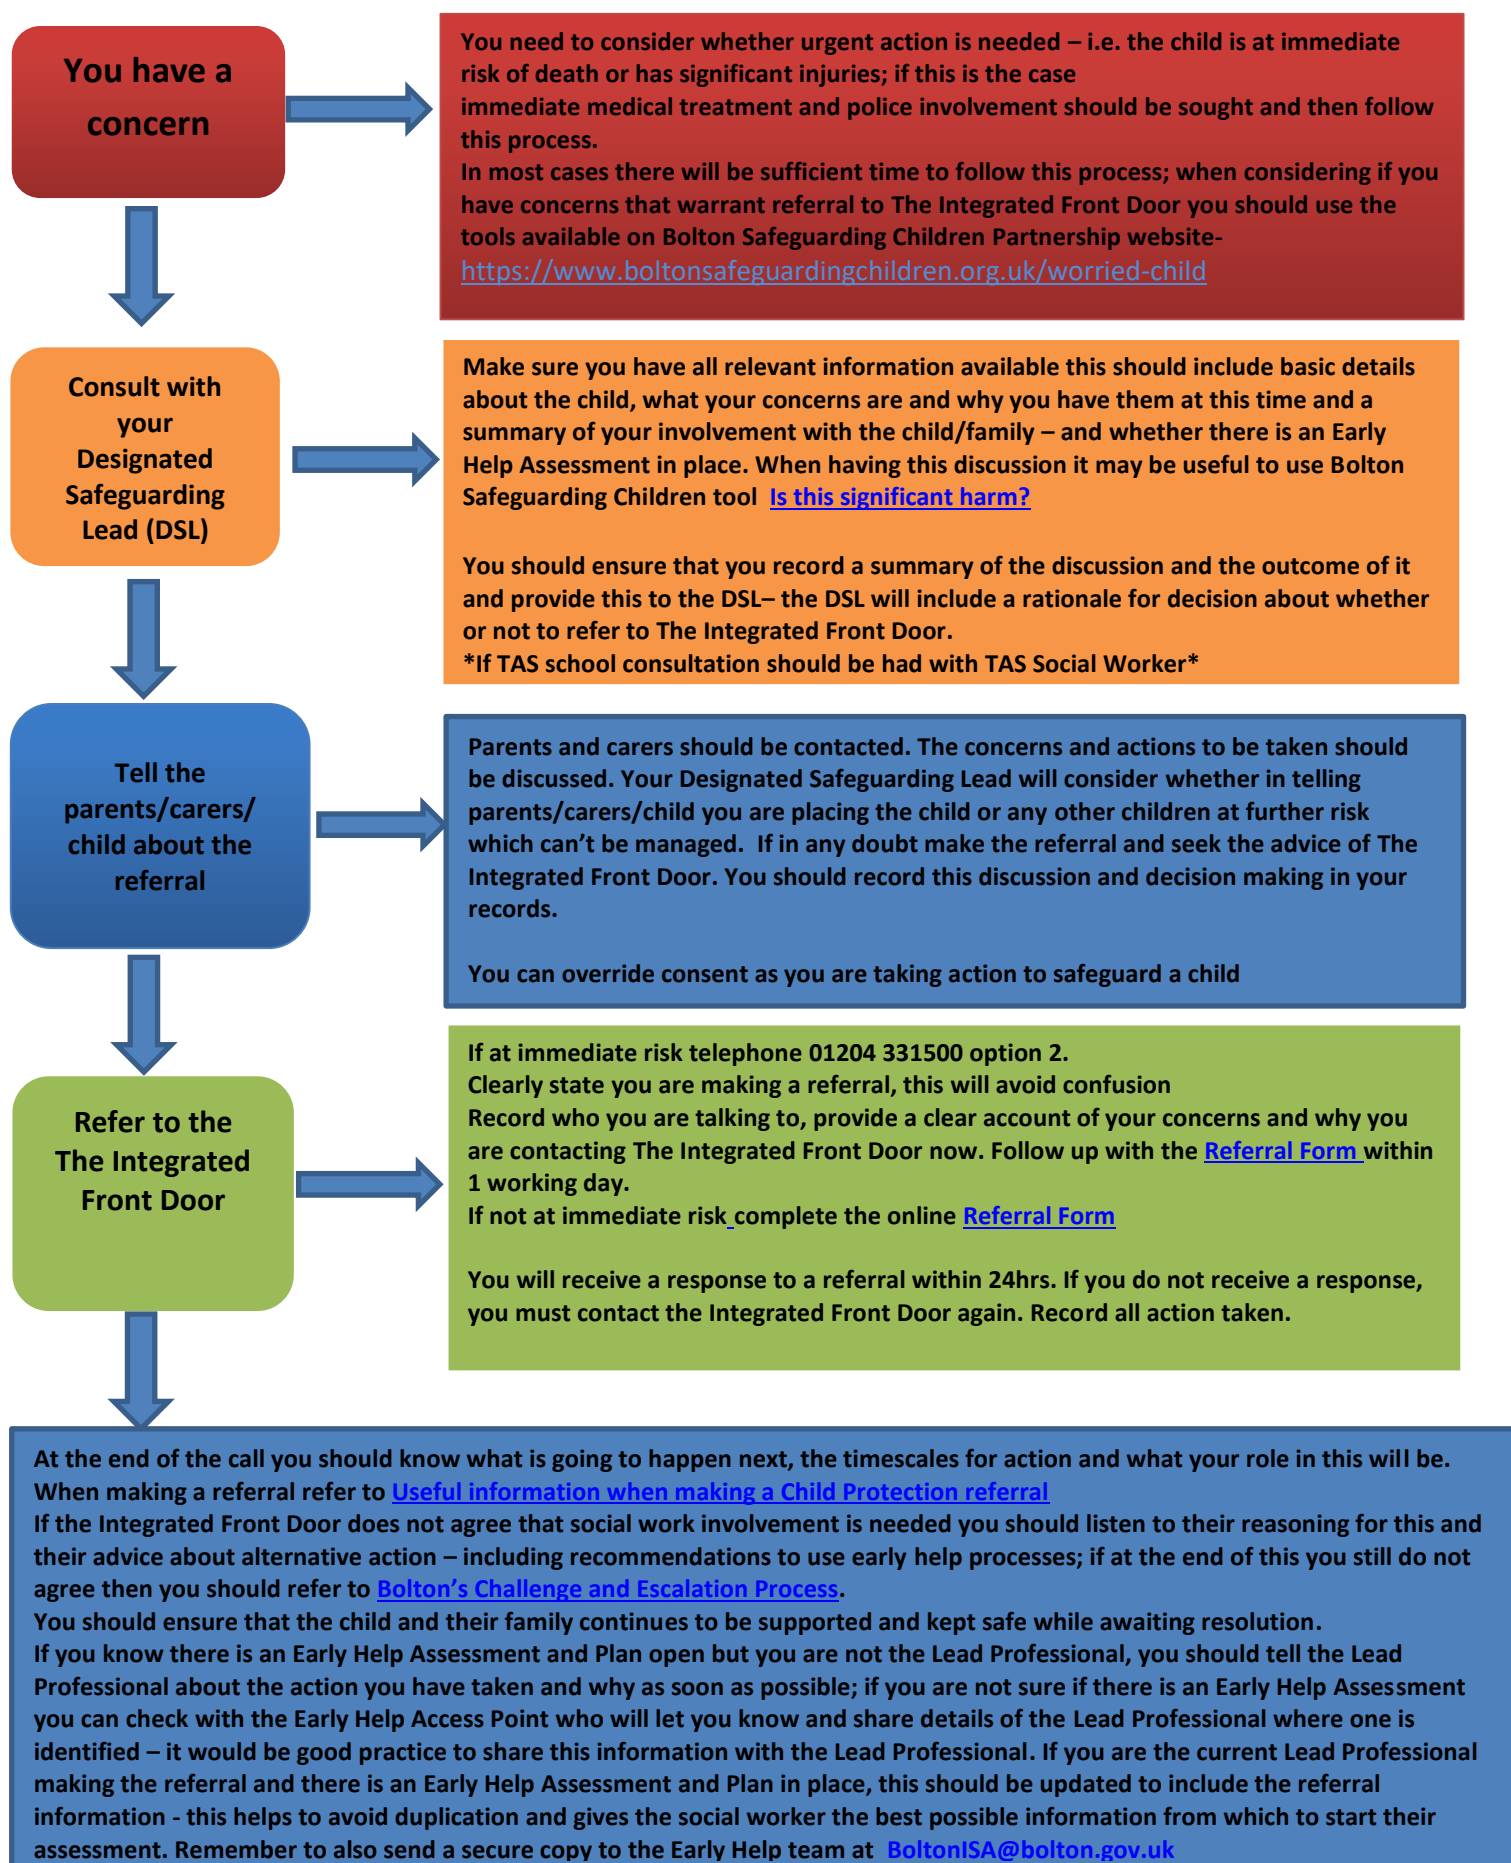 You have a
concern
You need to consider whether urgent action is needed – i.e. the child is at immediate
risk of death or has significant injuries; if this is the case
immediate medical treatment and police involvement should be sought and then follow
this process.
In most cases there will be sufficient time to follow this process; when considering if you
have concerns that warrant referral to The Integrated Front Door you should use the
tools available on Bolton Safeguarding Children Partnership website-
https://www.boltonsafeguardingchildren.org.uk/worried-child
Consult with
your
Designated
Safeguarding
Lead (DSL)
Make sure you have all relevant information available this should include basic details
about the child, what your concerns are and why you have them at this time and a
summary of your involvement with the child/family – and whether there is an Early
Help Assessment in place. When having this discussion it may be useful to use Bolton
Safeguarding Children tool Is this significant harm?
You should ensure that you record a summary of the discussion and the outcome of it
and provide this to the DSL– the DSL will include a rationale for decision about whether
or not to refer to The Integrated Front Door.
*If TAS school consultation should be had with TAS Social Worker*
Tell the
parents/carers/
child about the
referral
Parents and carers should be contacted. The concerns and actions to be taken should
be discussed. Your Designated Safeguarding Lead will consider whether in telling
parents/carers/child you are placing the child or any other children at further risk
which can't be managed. If in any doubt make the referral and seek the advice of The
Integrated Front Door. You should record this discussion and decision making in your
records.
You can override consent as you are taking action to safeguard a child
Refer to the
The Integrated
Front Door
If at immediate risk telephone 01204 331500 option 2.
Clearly state you are making a referral, this will avoid confusion
Record who you are talking to, provide a clear account of your concerns and why you
are contacting The Integrated Front Door now. Follow up with the Referral Form within
1 working day.
If not at immediate risk complete the online Referral Form
You will receive a response to a referral within 24hrs. If you do not receive a response,
you must contact the Integrated Front Door again. Record all action taken.
At the end of the call you should know what is going to happen next, the timescales for action and what your role in this will be.
When making a referral refer to Useful information when making a Child Protection referral
If the Integrated Front Door does not agree that social work involvement is needed you should listen to their reasoning for this and
their advice about alternative action – including recommendations to use early help processes; if at the end of this you still do not
agree then you should refer to Bolton's Challenge and Escalation Process.
You should ensure that the child and their family continues to be supported and kept safe while awaiting resolution.
If you know there is an Early Help Assessment and Plan open but you are not the Lead Professional, you should tell the Lead
Professional about the action you have taken and why as soon as possible; if you are not sure if there is an Early Help Assessment
you can check with the Early Help Access Point who will let you know and share details of the Lead Professional where one is
identified – it would be good practice to share this information with the Lead Professional. If you are the current Lead Professional
making the referral and there is an Early Help Assessment and Plan in place, this should be updated to include the referral
information - this helps to avoid duplication and gives the social worker the best possible information from which to start their
assessment. Remember to also send a secure copy to the Early Help team at BoltonISA@bolton.gov.uk